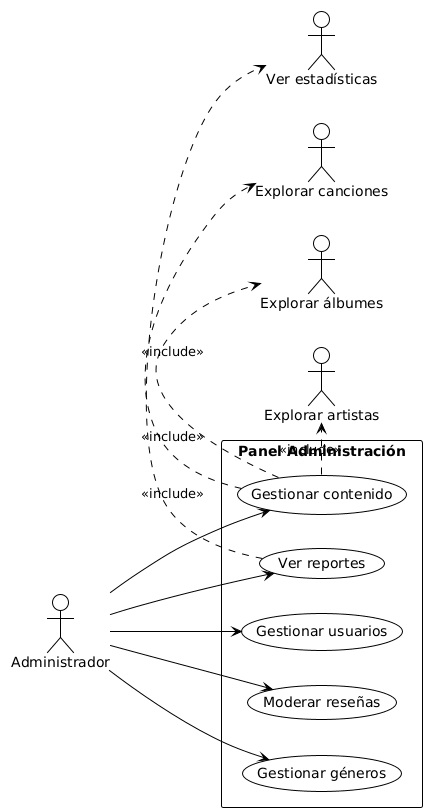 Ver estadísticas
Explorar canciones
Explorar álbumes
«include»
Explorar artistas
«include»
Panel Administración
«include»
Gestionar contenido
«include»
Ver reportes
Gestionar usuarios
Administrador
Moderar reseñas
Gestionar géneros